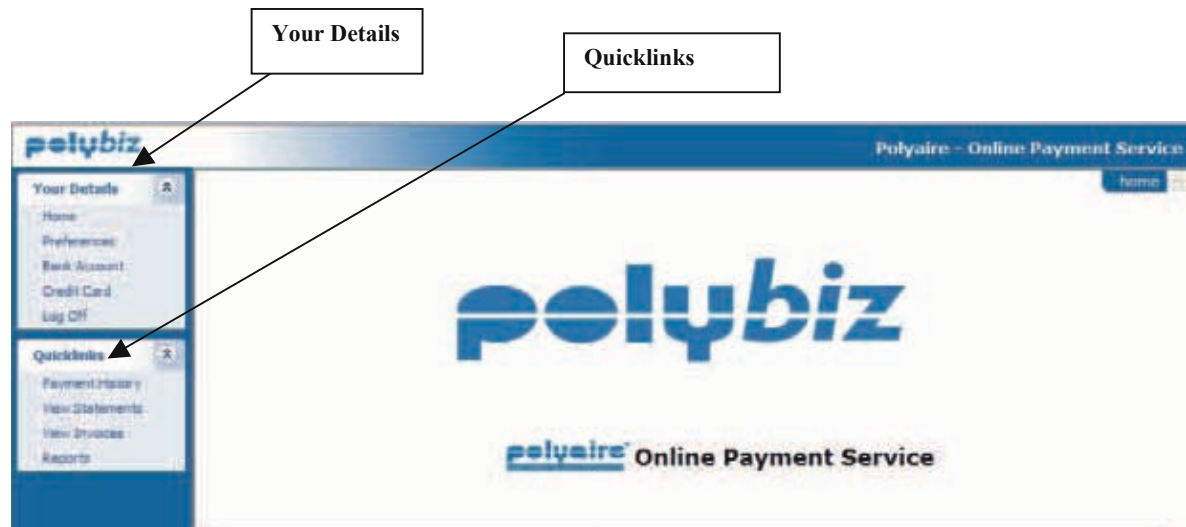 Your Details
Quicklinks
polybiz
Polyaire - Online Payment Service
home
Your Details
Home
Preferences
Bank Account
Credit Card
Log Off
Quicklinks
Payment History
View Statements
View Invoices
Reports
polybiz
polyaire Online Payment Service